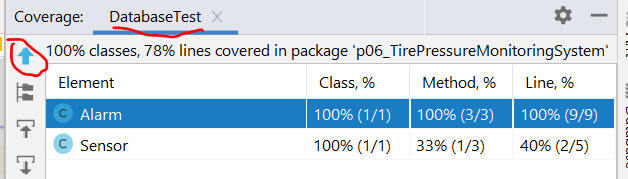 Coverage: DatabaseTest
100% classes, 78% lines covered in package 'p06_TirePressureMonitoringSystem'
Element Class, % Method, % Line, %
C Alarm 100% (1/1) 100% (3/3) 100% (9/9)
C Sensor 100% (1/1) 33% (1/3) 40% (2/5)
Database